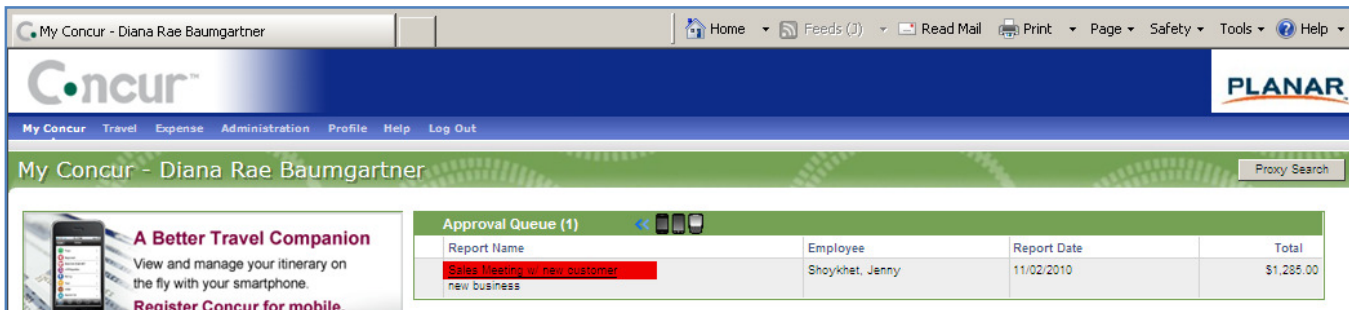 My Concur - Diana Rae Baumgartner
Home Feeds (J) Read Mail Print Page Safety Tools Help
Concur™
PLANAR
My Concur Travel Expense Administration Profile Help Log Out
My Concur - Diana Rae Baumgartner
Proxy Search
A Better Travel Companion
View and manage your itinerary on
the fly with your smartphone.
Register Concur for mobile.
Approval Queue (1)
Report Name Employee Report Date Total
Sales Meeting w/ new customer Shoykhet, Jenny 11/02/2010 $1,285.00
new business